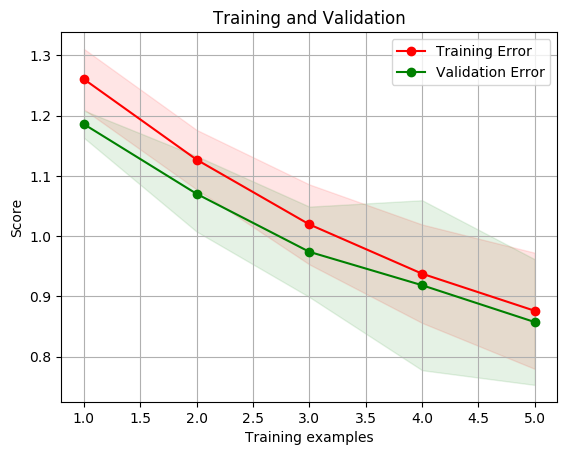 Training and Validation
Training Error
Validation Error
Score
1.3
1.2
1.1
1.0
0.9
0.8
1.0 1.5 2.0 2.5 3.0 3.5 4.0 4.5 5.0
Training examples